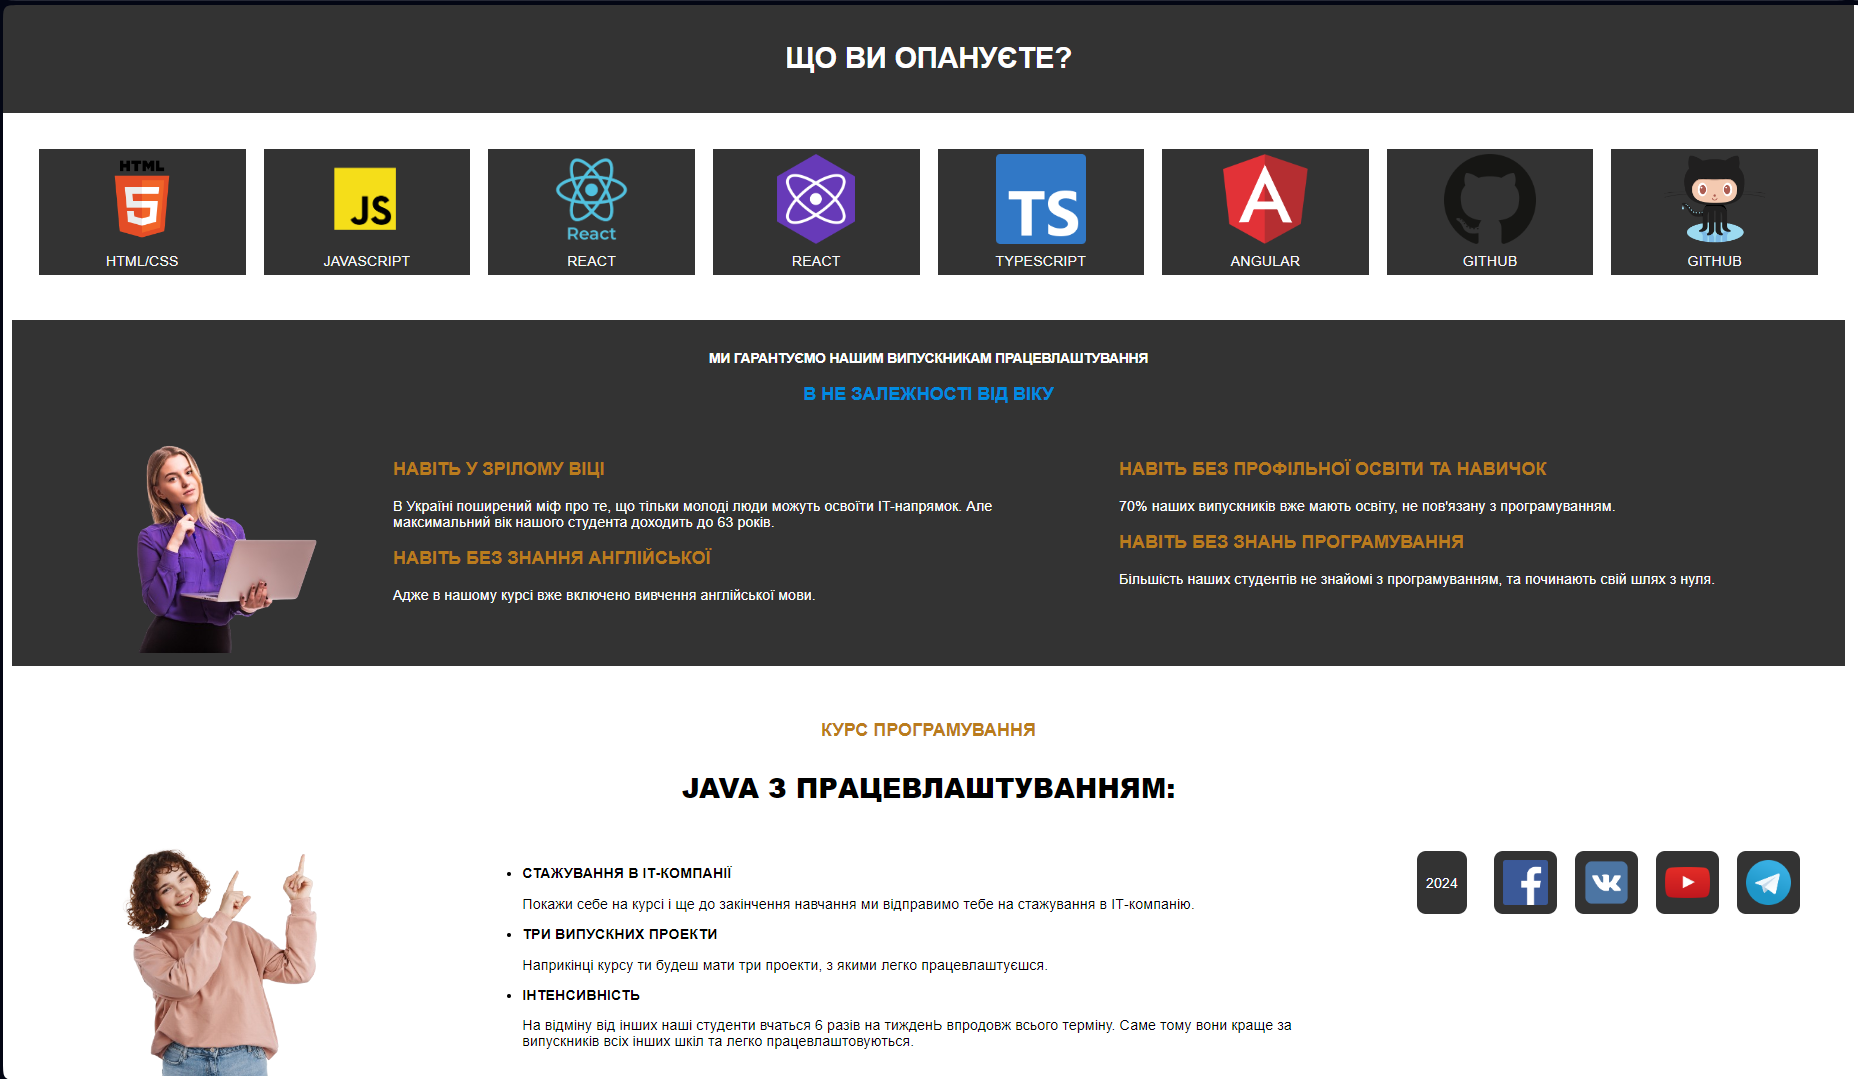 ЩО ВИ ОПАНУЄТЕ?
HTML
5
JS
React
TS
A
HTML/CSS
JAVASCRIPT
REACT
REACT
TYPESCRIPT
ANGULAR
GITHUB
GITHUB
МИ ГАРАНТУЄМО НАШИМ ВИПУСКНИКАМ ПРАЦЕВЛАШТУВАННЯ
В НЕ ЗАЛЕЖНОСТІ ВІД ВІКУ
НАВІТЬ У ЗРІЛОМУ ВІЦІ
В Україні поширений міф про те, що тільки молоді люди можуть освоїти ІТ-напрямок. Але
максимальний вік нашого студента доходить до 63 років.
НАВІТЬ БЕЗ ЗНАННЯ АНГЛІЙСЬКОЇ
Адже в нашому курсі вже включено вивчення англійської мови.
НАВІТЬ БЕЗ ПРОФІЛЬНОЇ ОСВІТИ ТА НАВИЧОК
70% наших випускників вже мають освіту, не пов'язану з програмуванням.
НАВІТЬ БЕЗ ЗНАНЬ ПРОГРАМУВАННЯ
Більшість наших студентів не знайомі з програмуванням, та починають свій шлях з нуля.
КУРС ПРОГРАМУВАННЯ
JAVA З ПРАЦЕВЛАШТУВАННЯМ:
СТАЖУВАННЯ В ІТ-КОМПАНІЇ
Покажи себе на курсі і ще до закінчення навчання ми відправимо тебе на стажування в ІТ-компанію.
ТРИ ВИПУСКНИХ ПРОЕКТИ
Наприкінці курсу ти будеш мати три проекти, з якими легко працевлаштуєшся.
ІНТЕНСИВНІСТЬ
На відміну від інших наші студенти вчаться 6 разів на тижденЬ впродовж всього терміну. Саме тому вони краще за
випускників всіх інших шкіл та легко працевлаштовуються.
2024
f
VK